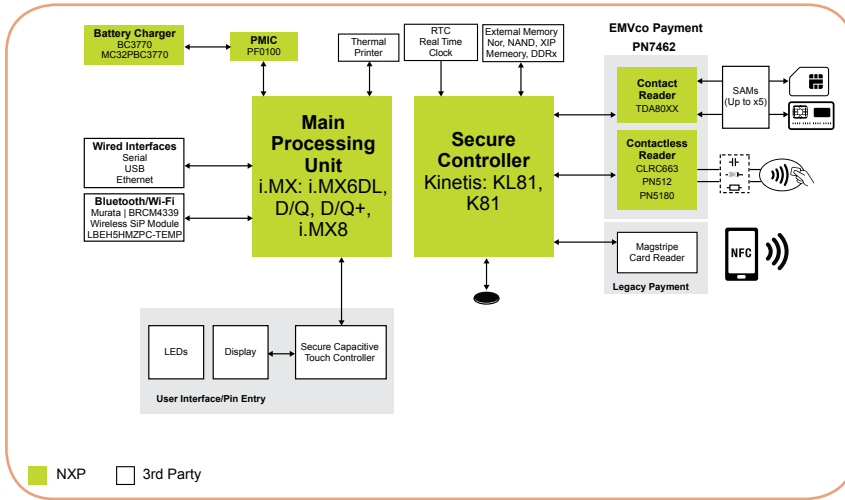 Battery Charger
BC3770
MC32PBC3770
PMIC
PF0100
Thermal
Printer
RTC
Real Time
Clock
External Memory
Nor, NAND, XIP
Memeory, DDRx
EMVco Payment
PN7462
Contact
Reader
TDA80XX
SAMs
(Up to x5)
Main
Processing
Unit
i.MX: i.MX6DL,
D/Q, D/Q+,
i.MX8
Secure
Controller
Kinetis: KL81,
K81
Contactless
Reader
CLRC663
PN512
PN5180
Wired Interfaces
Serial
USB
Ethernet
Bluetooth/Wi-Fi
Murata | BRCM4339
Wireless SiP Module
LBEH5HMZPC-TEMP
Magstripe
Card Reader
Legacy Payment
NFC
LEDs
Display
Secure Capacitive
Touch Controller
User Interface/Pin Entry
NXP
3rd Party